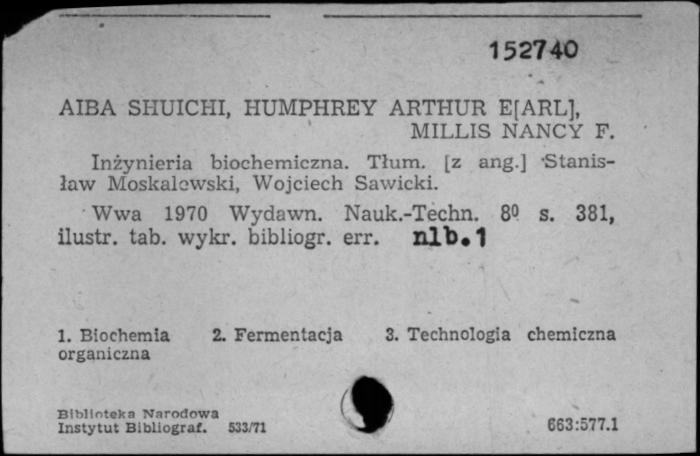 152740
AIBA SHUICHI, HUMPHREY ARTHUR E[ARL],
MILLIS NANCY F.
Inżynieria biochemiczna. Tłum. [z ang.] Stanis-
ław Moskalewski, Wojciech Sawicki.
Wwa 1970 Wydawn. Nauk.-Techn. 8⁰ s. 381,
ilustr. tab. wykr. bibliogr. err. nlb.1
1. Biochemia 2. Fermentacja 3. Technologia chemiczna
organiczna
Biblioteka Narodowa
Instytut Bibliograf. 533/71 663:577.1